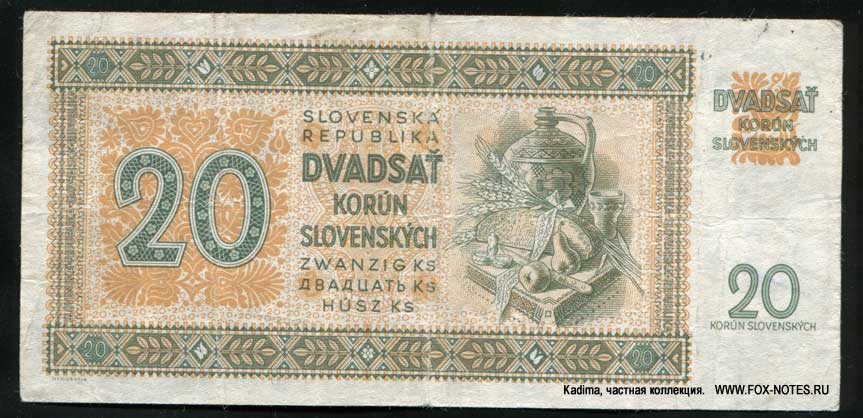 20
20
20
SLOVENSKÁ
REPUBLIKA
DVADSAŤ
KORÚN
SLOVENSKÝCH
ZWANZIG Ks
ДВАДЦАТЬ Ks
HÚSZ Ks
DVADSAŤ
KORÚN
SLOVENSKÝCH
20
KORÚN SLOVENSKÝCH
20
20
NEOGRAFIA
Kadima, частная коллекция. WWW.FOX-NOTES.RU